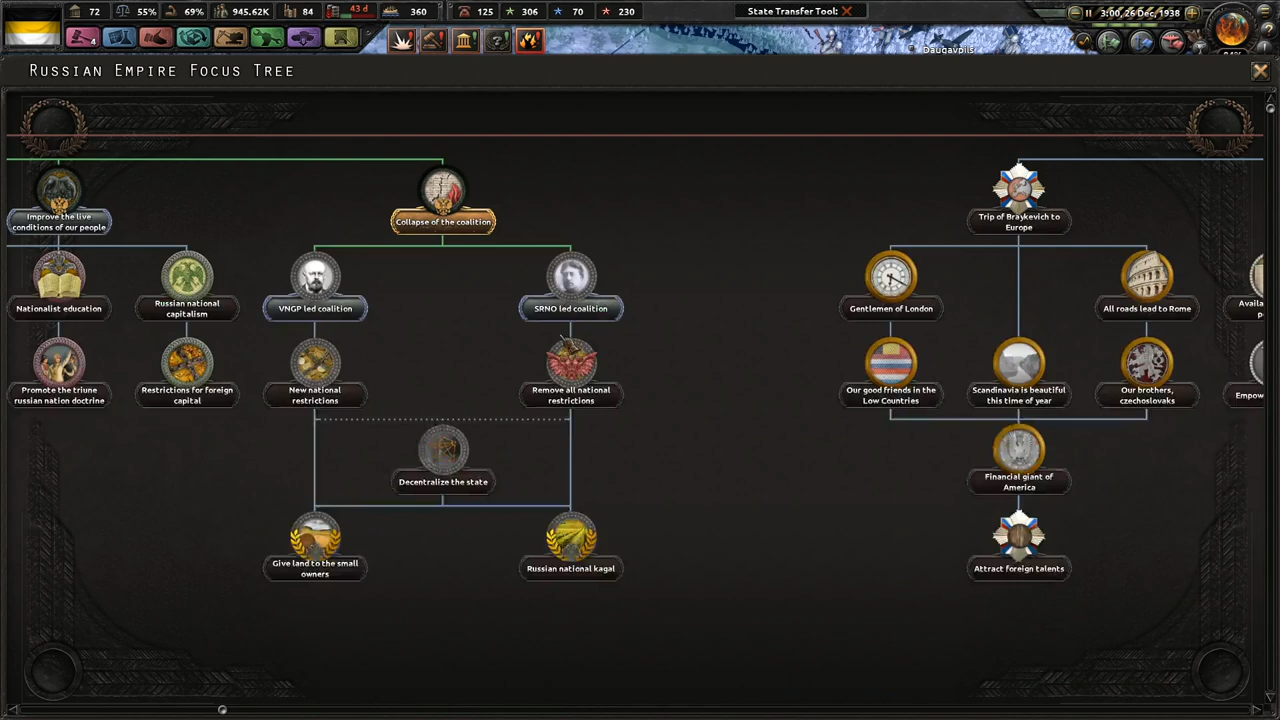 72
55%
69%
945.62K
84
43 d
360
125
306
70
230
State Transfer Tool:
3:00, 26 Dec, 1938
4
Daugavpils
84%
Russian Empire Focus Tree
Improve the live
conditions of our people
Collapse of the coalition
Trip of Braykevich to
Europe
Nationalist education
Russian national
capitalism
VNGP led coalition
SRNO led coalition
Gentlemen of London
All roads lead to Rome
Availa
Promote the triune
russian nation doctrine
Restrictions for foreign
capital
New national
restrictions
Remove all national
restrictions
Our good friends in the
Low Countries
Scandinavia is beautiful
this time of year
Our brothers,
czechoslovaks
Empow
Decentralize the state
Financial giant of
America
Give land to the small
owners
Russian national kagal
Attract foreign talents